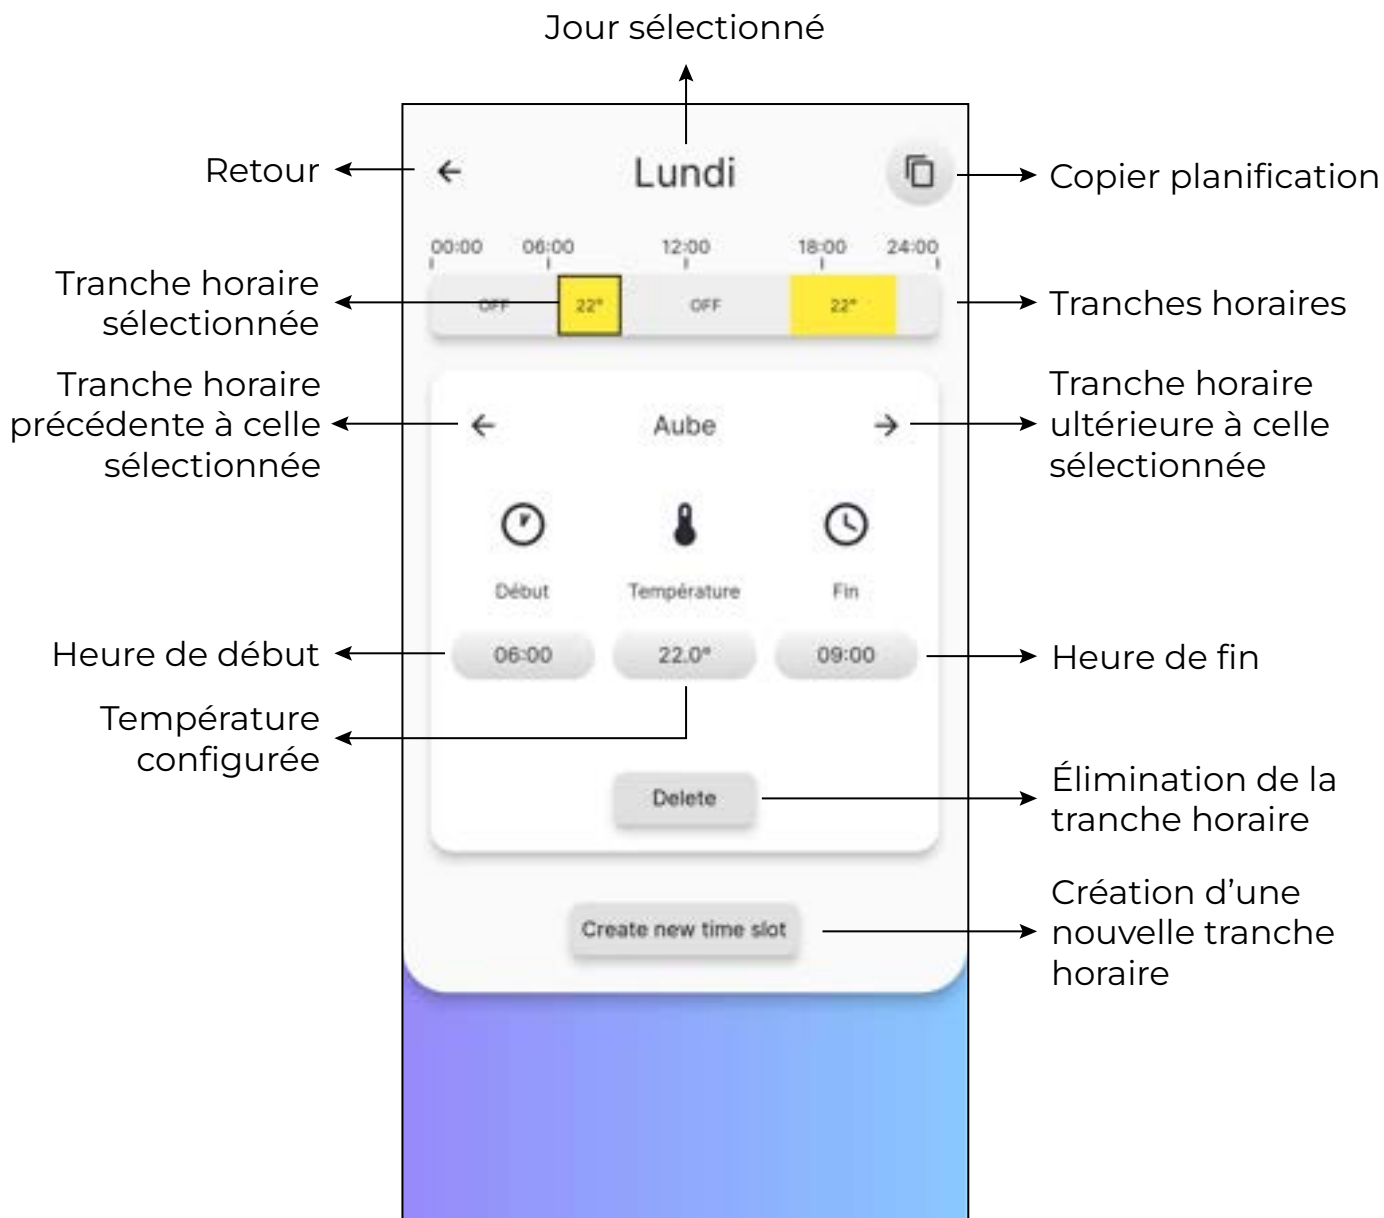 Jour sélectionné
Retour
Lundi
Copier planification
00:00 06:00 12:00 18:00 24:00
Tranche horaire
sélectionnée
OFF 22° OFF 22°
Tranches horaires
Tranche horaire
précédente à celle
sélectionnée
Aube
Tranche horaire
ultérieure à celle
sélectionnée
Début Température Fin
Heure de début
06:00 22.0° 09:00
Heure de fin
Température
configurée
Delete
Élimination de la
tranche horaire
Create new time slot
Création d’une
nouvelle tranche
horaire